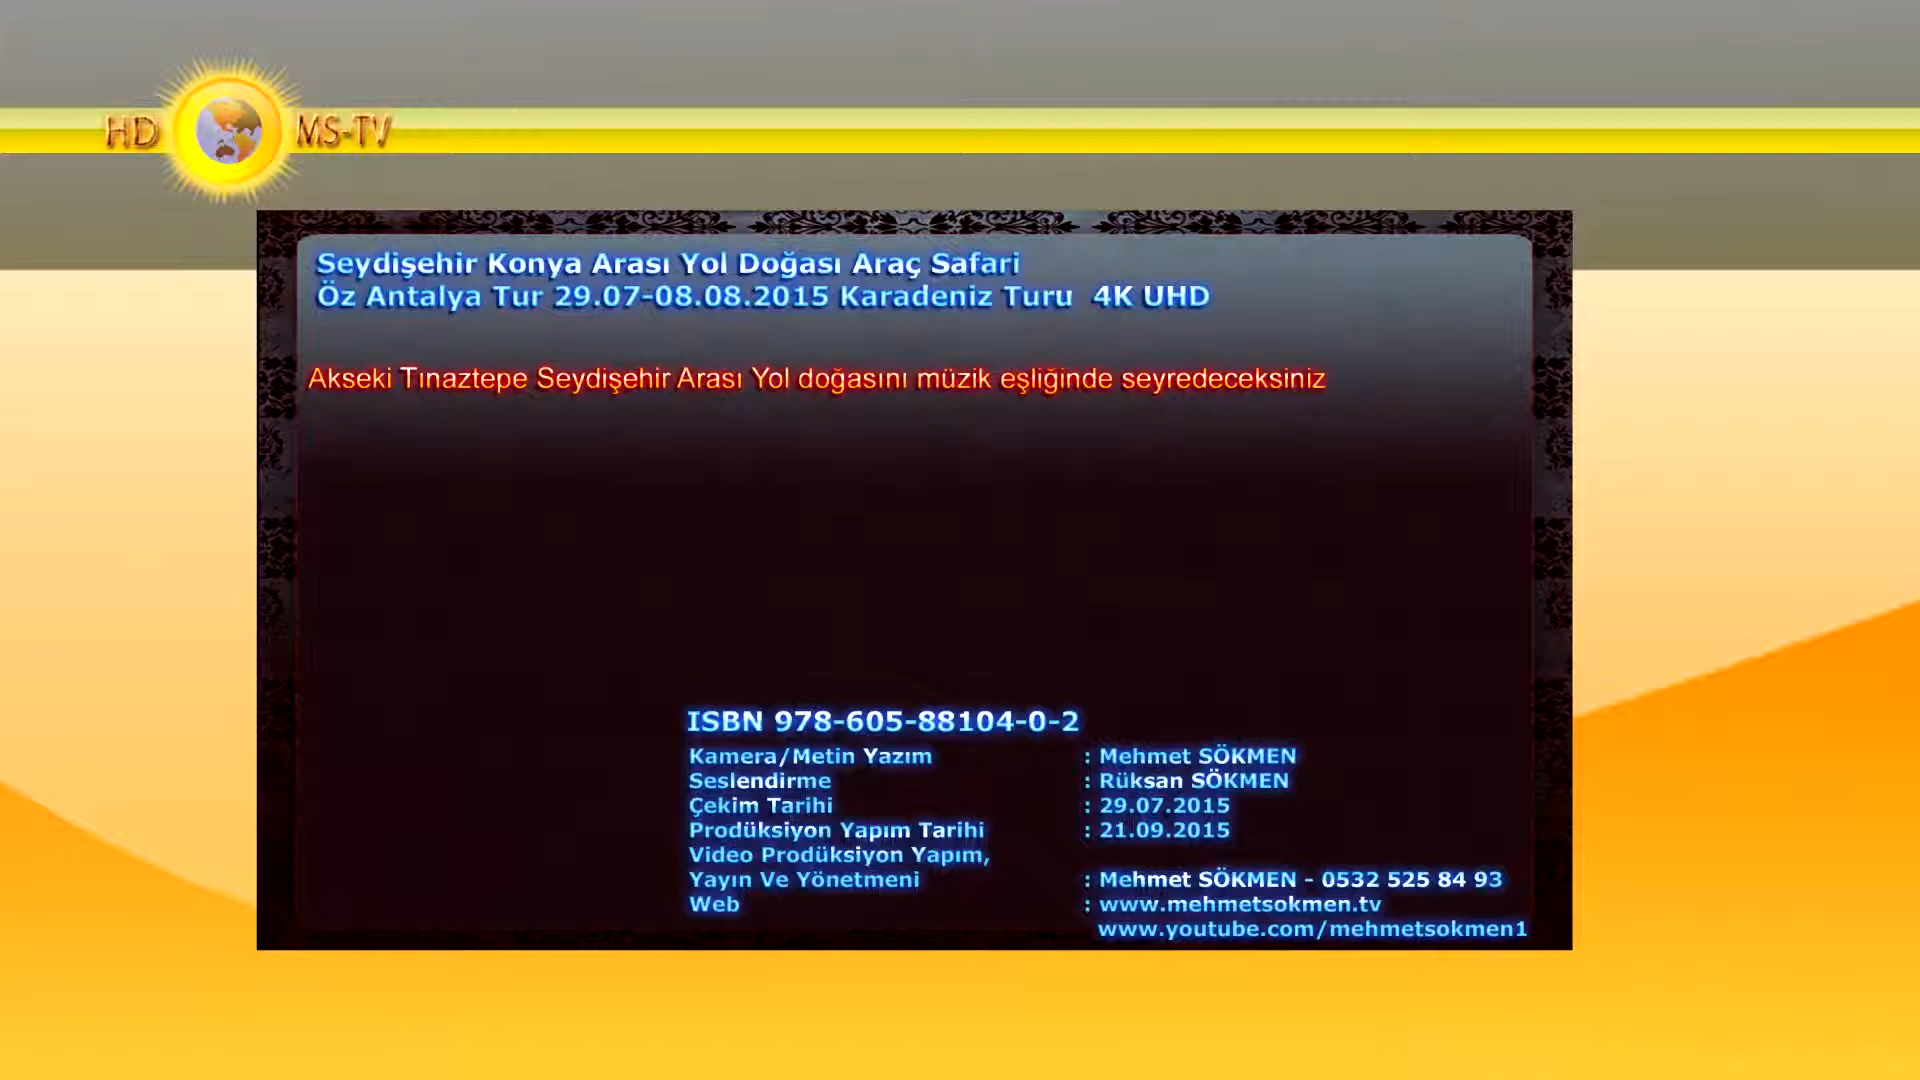 HD MS-TV
Seydişehir Konya Arası Yol Doğası Araç Safari
Öz Antalya Tur 29.07-08.08.2015 Karadeniz Turu 4K UHD
Akseki Tınaztepe Seydişehir Arası Yol doğasını müzik eşliğinde seyredeceksiniz
ISBN 978-605-88104-0-2
Kamera/Metin Yazım : Mehmet SÖKMEN
Seslendirme : Rüksan SÖKMEN
Çekim Tarihi : 29.07.2015
Prodüksiyon Yapım Tarihi : 21.09.2015
Video Prodüksiyon Yapım,
Yayın Ve Yönetmeni : Mehmet SÖKMEN - 0532 525 84 93
Web : www.mehmetsokmen.tv
www.youtube.com/mehmetsokmen1